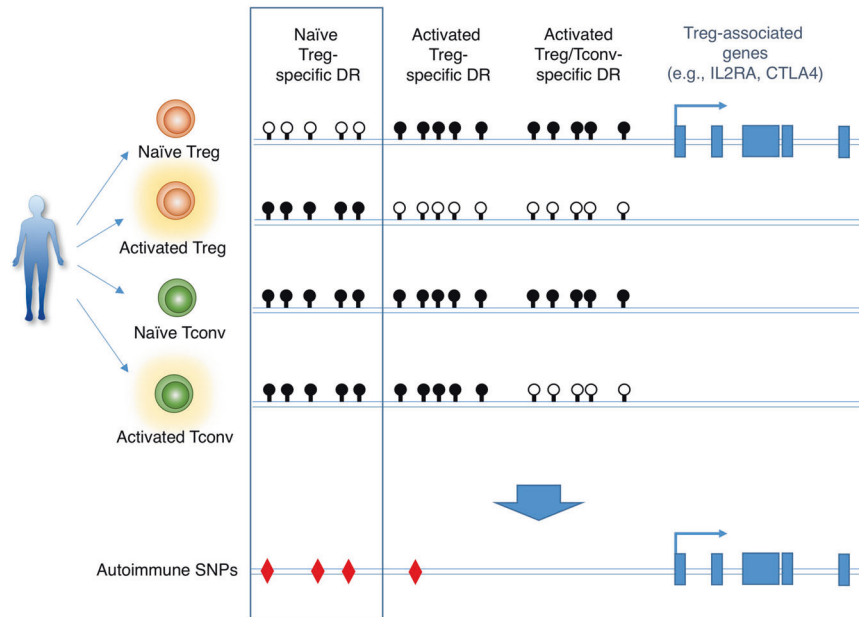 Naïve
Treg-
specific DR
Activated
Treg-
specific DR
Activated
Treg/Tconv-
specific DR
Treg-associated
genes
(e.g., IL2RA, CTLA4)
Naïve Treg
Activated Treg
Naïve Tconv
Activated Tconv
Autoimmune SNPs